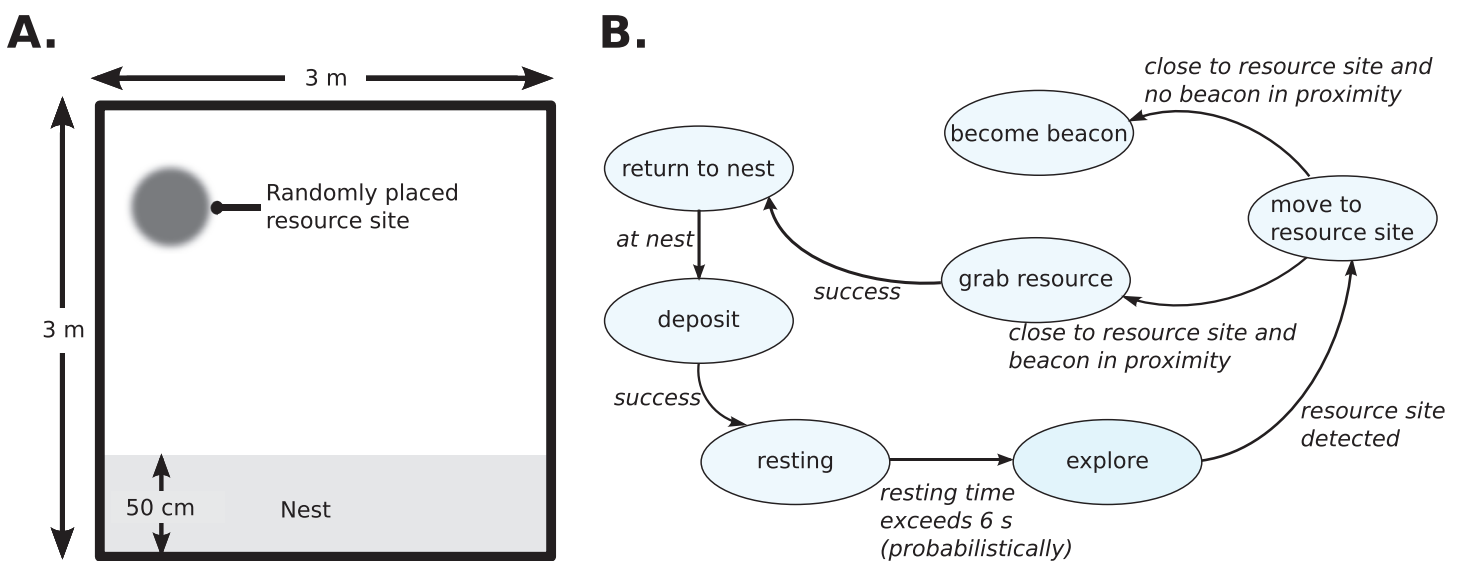 A.
3 m
3 m
Randomly placed
resource site
50 cm
Nest
B.
close to resource site and
no beacon in proximity
become beacon
return to nest
move to
resource site
at nest
grab resource
success
deposit
close to resource site and
beacon in proximity
success
resource site
detected
resting
explore
resting time
exceeds 6 s
(probabilistically)